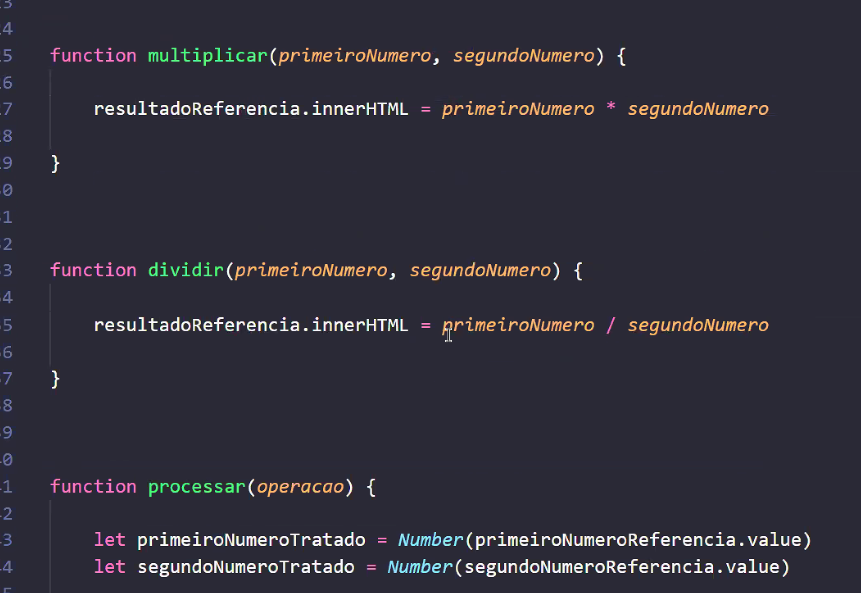 3
4
5 function multiplicar(primeiroNumero, segundoNumero) {
6
7 resultadoReferencia.innerHTML = primeiroNumero * segundoNumero
8
9 }
0
1
2
3 function dividir(primeiroNumero, segundoNumero) {
4
5 resultadoReferencia.innerHTML = primeiroNumero / segundoNumero
6
7 }
8
9
0
1 function processar(operacao) {
2
3 let primeiroNumeroTratado = Number(primeiroNumeroReferencia.value)
4 let segundoNumeroTratado = Number(segundoNumeroReferencia.value)